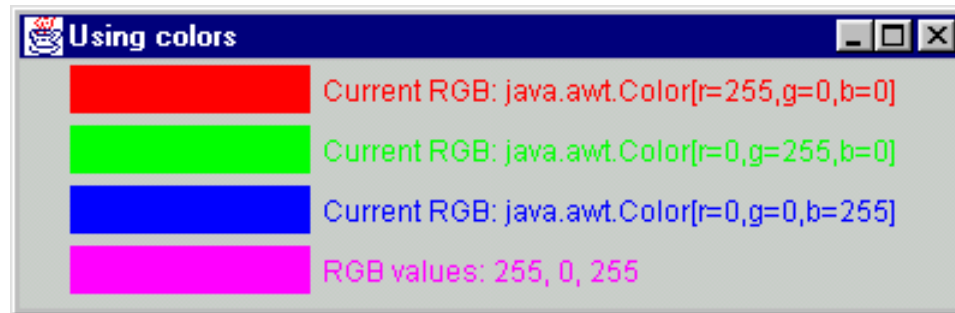 Using colors
Current RGB: java.awt.Color[r=255,g=0,b=0]
Current RGB: java.awt.Color[r=0,g=255,b=0]
Current RGB: java.awt.Color[r=0,g=0,b=255]
RGB values: 255, 0, 255